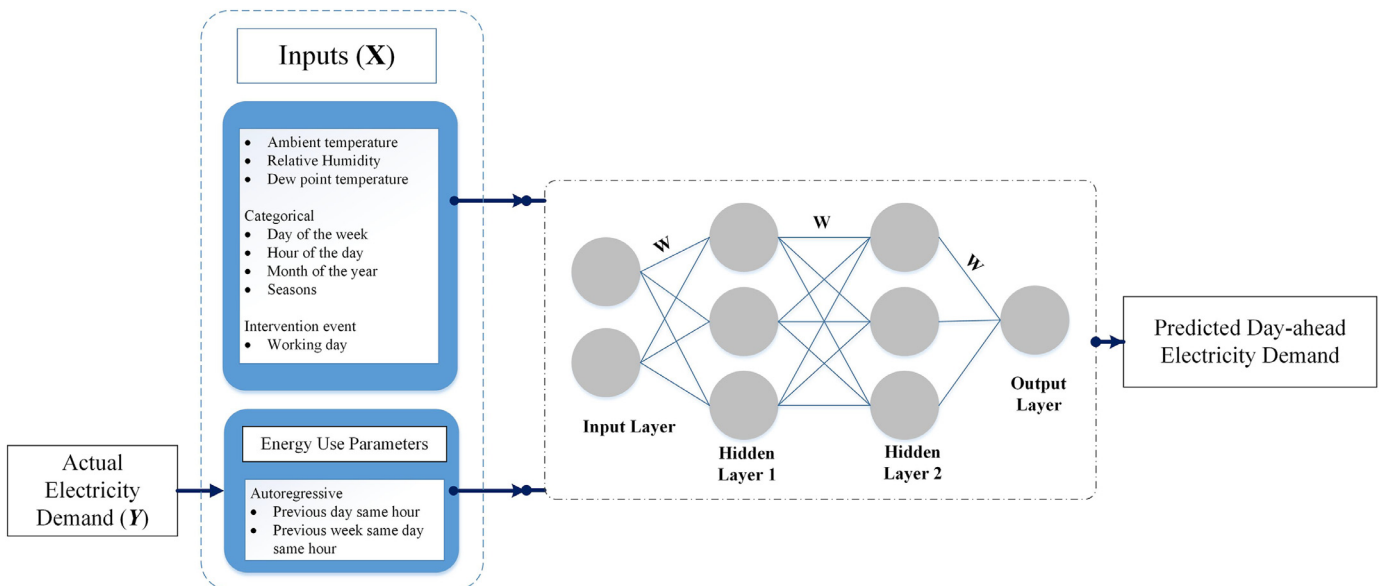 Inputs (X)
• Ambient temperature
• Relative Humidity
• Dew point temperature
Categorical
• Day of the week
• Hour of the day
• Month of the year
• Seasons
Intervention event
• Working day
Energy Use Parameters
Autoregressive
• Previous day same hour
• Previous week same day
same hour
Actual
Electricity
Demand (Y)
W
W
W
Input Layer
Hidden
Layer 1
Hidden
Layer 2
Output
Layer
Predicted Day-ahead
Electricity Demand